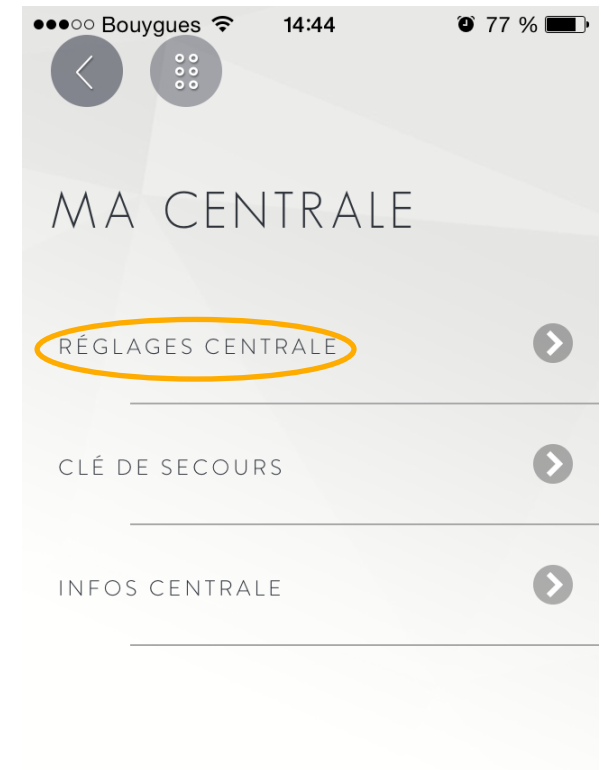 Bouygues 14:44 77 %
MA CENTRALE
RÉGLAGES CENTRALE
CLÉ DE SECOURS
INFOS CENTRALE